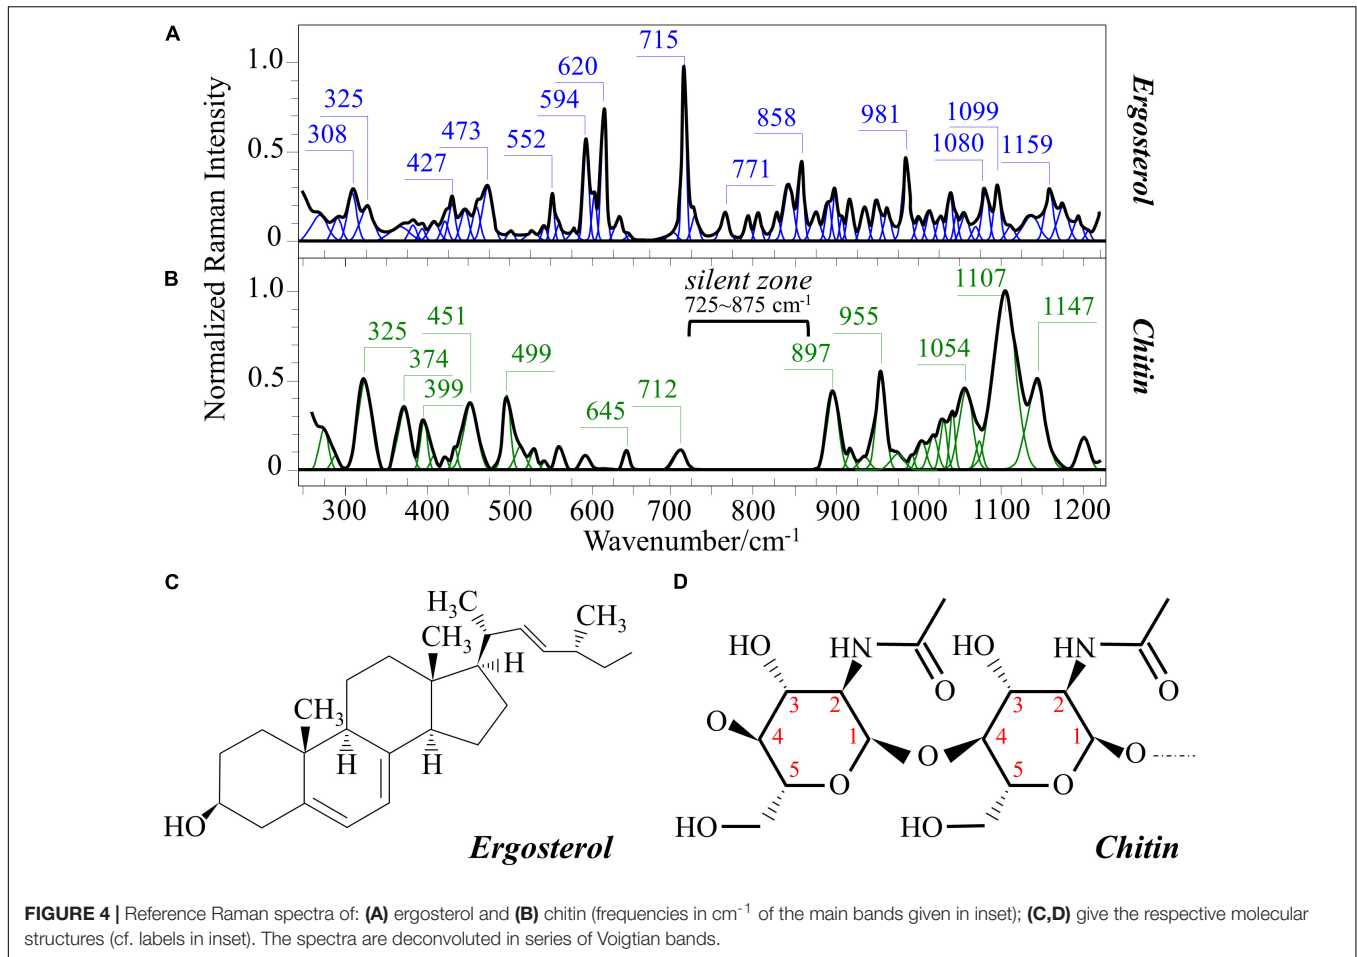 A
Normalized Raman Intensity
1.0
0.5
0
308
325
427
473
552
594
620
715
771
858
981
1080
1099
1159
Ergosterol
B
1.0
0.5
0
325
374
399
451
499
645
712
silent zone
725~875 cm-1
897
955
1054
1107
1147
Chitin
300 400 500 600 700 800 900 1000 1100 1200
Wavenumber/cm-1
C
H3C
CH3
CH3
H
CH3
H
H
HO
Ergosterol
D
HO
HN
O
O
3
2
4
1
5
O
HO
O
HO
HN
O
3
2
4
1
5
O
HO
O
Chitin
FIGURE 4 | Reference Raman spectra of: (A) ergosterol and (B) chitin (frequencies in cm-1 of the main bands given in inset); (C,D) give the respective molecular
structures (cf. labels in inset). The spectra are deconvoluted in series of Voigtian bands.